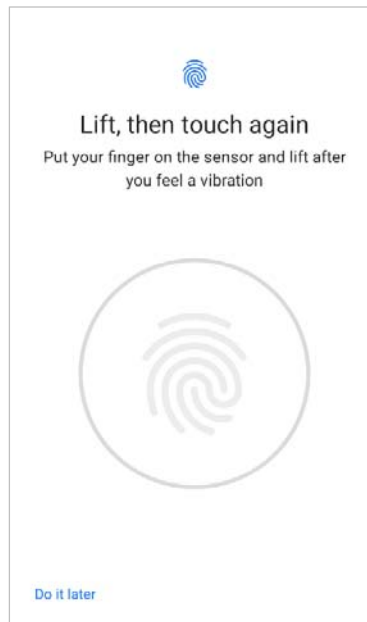 Lift, then touch again
Put your finger on the sensor and lift after
you feel a vibration
Do it later